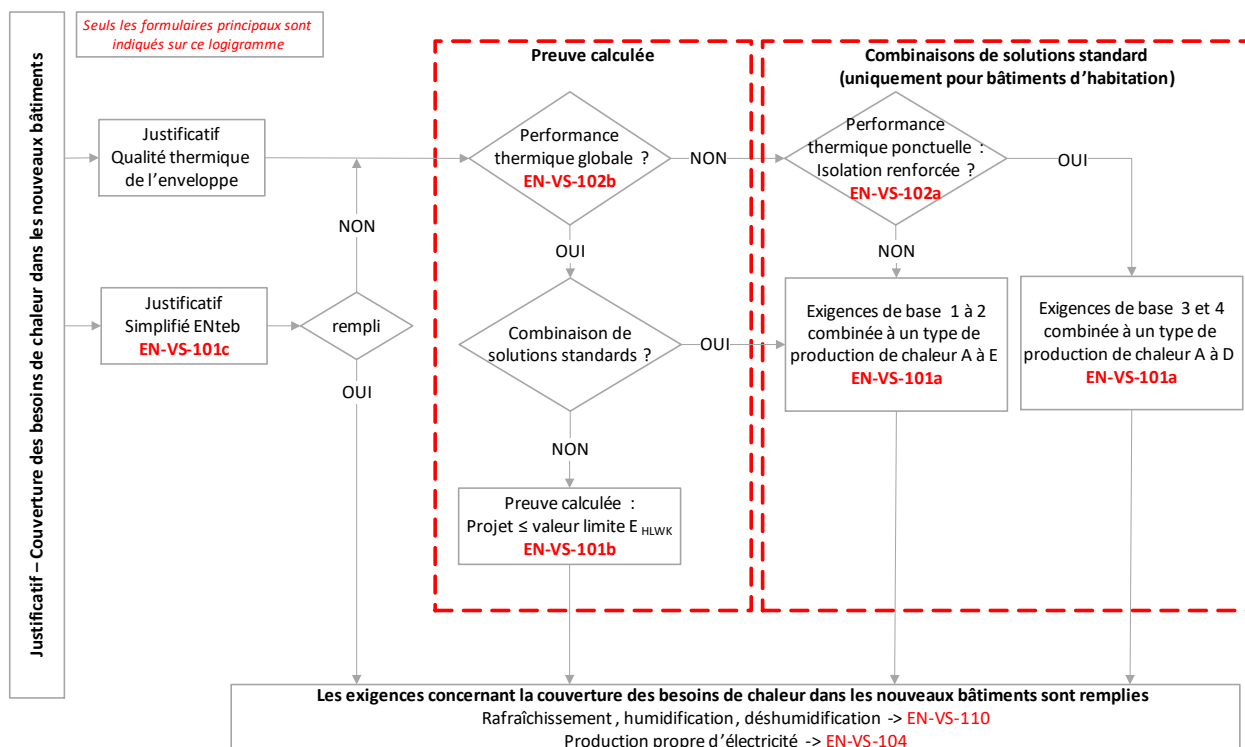 Justificatif – Couverture des besoins de chaleur dans les nouveaux bâtiments
Seuls les formulaires principaux sont
indiqués sur ce logigramme
Preuve calculée
Combinaisons de solutions standard
(uniquement pour bâtiments d’habitation)
Justificatif
Qualité thermique
de l’enveloppe
Performance
thermique globale ?
EN-VS-102b
NON
Performance
thermique ponctuelle :
Isolation renforcée ?
EN-VS-102a
OUI
NON
OUI
NON
Justificatif
Simplifié ENteb
EN-VS-101c
rempli
OUI
Combinaison de
solutions standards ?
OUI
Exigences de base 1 à 2
combinée à un type de
production de chaleur A à E
EN-VS-101a
Exigences de base 3 et 4
combinée à un type de
production de chaleur A à D
EN-VS-101a
NON
Preuve calculée :
Projet ≤ valeur limite E HLWK
EN-VS-101b
Les exigences concernant la couverture des besoins de chaleur dans les nouveaux bâtiments sont remplies
Rafraîchissement, humidification, déshumidification -> EN-VS-110
Production propre d’électricité -> EN-VS-104